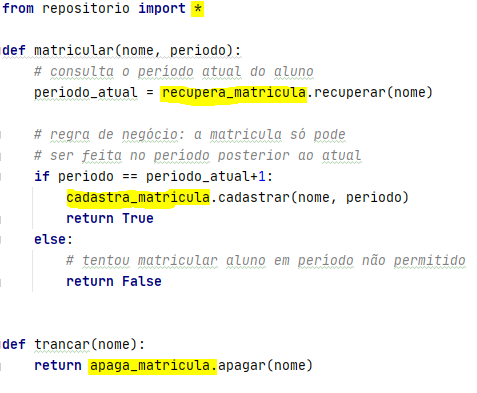 from repositorio import *
def matricular(nome, periodo):
# consulta o período atual do aluno
periodo_atual = recupera_matricula.recuperar(nome)
# regra de negócio: a matricula só pode
# ser feita no período posterior ao atual
if periodo == periodo_atual+1:
cadastra_matricula.cadastrar(nome, periodo)
return True
else:
# tentou matricular aluno em período não permitido
return False
def trancar(nome):
return apaga_matricula.apagar(nome)